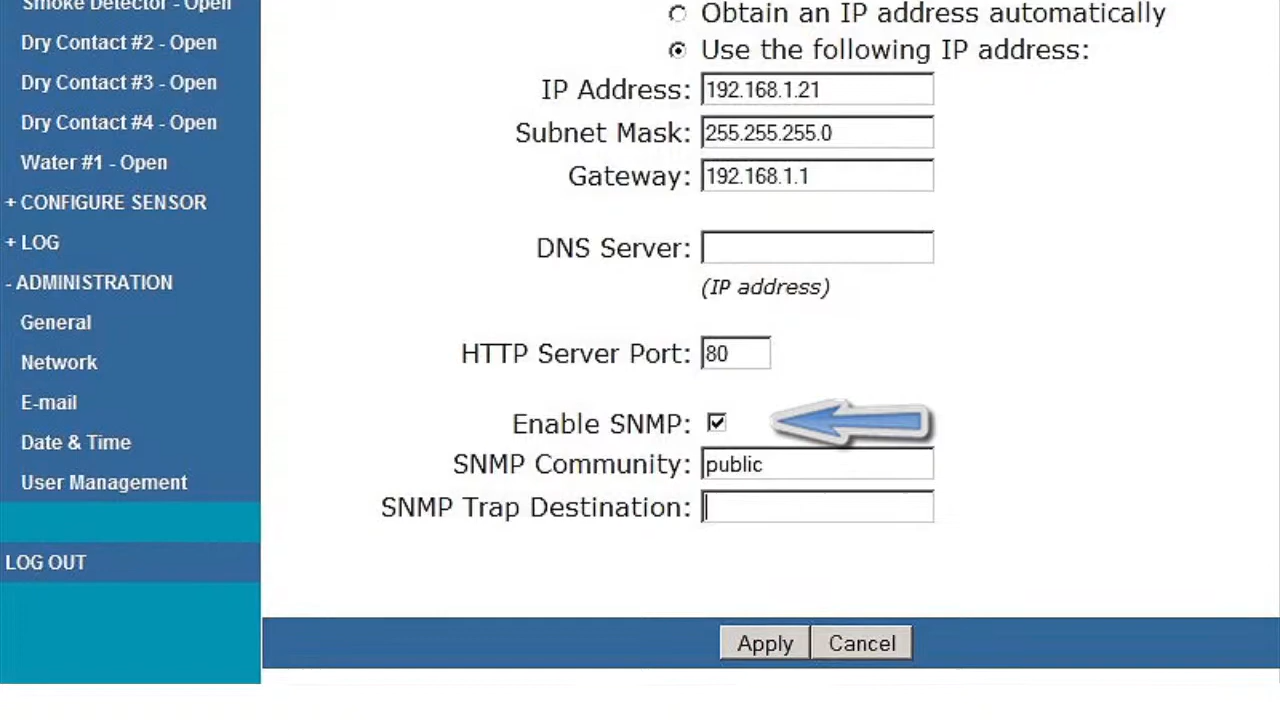 Smoke Detector - Open
Dry Contact #2 - Open
Dry Contact #3 - Open
Dry Contact #4 - Open
Water #1 - Open
+ CONFIGURE SENSOR
+ LOG
- ADMINISTRATION
General
Network
E-mail
Date & Time
User Management
LOG OUT
Obtain an IP address automatically
Use the following IP address:
IP Address: 192.168.1.21
Subnet Mask: 255.255.255.0
Gateway: 192.168.1.1
DNS Server:
(IP address)
HTTP Server Port: 80
Enable SNMP:
SNMP Community: public
SNMP Trap Destination:
Apply Cancel